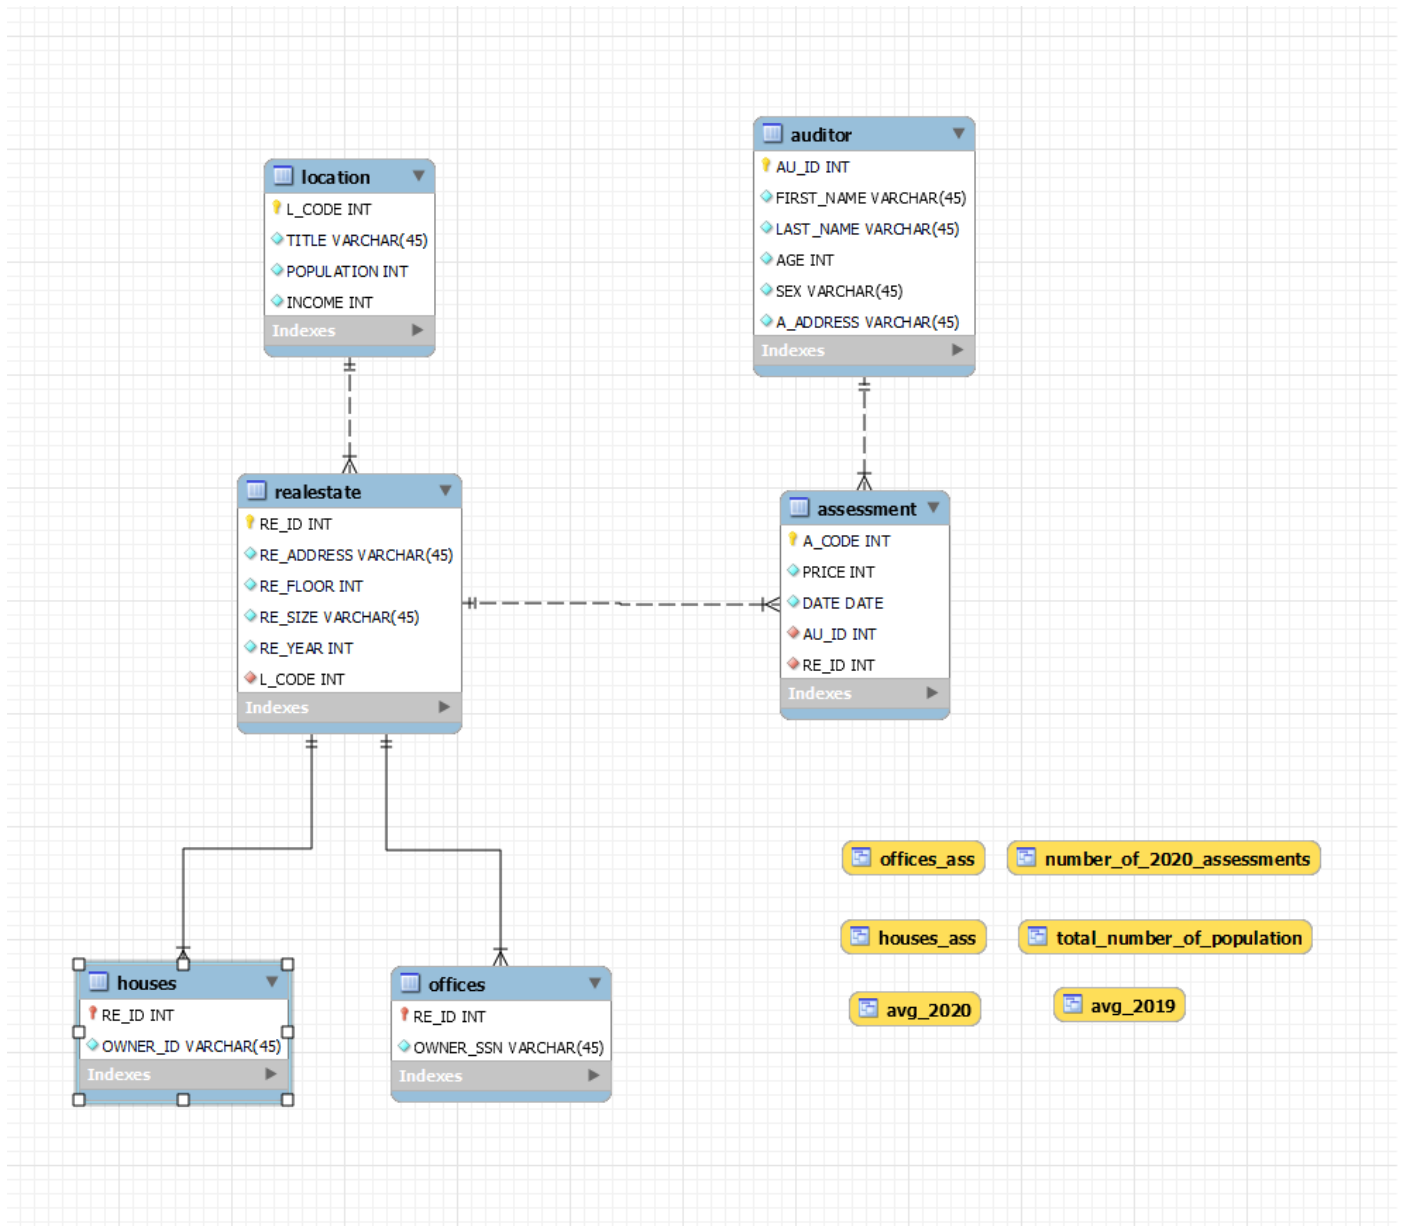 location
L_CODE INT
TITLE VARCHAR(45)
POPULATION INT
INCOME INT
Indexes
auditor
AU_ID INT
FIRST_NAME VARCHAR(45)
LAST_NAME VARCHAR(45)
AGE INT
SEX VARCHAR(45)
A_ADDRESS VARCHAR(45)
Indexes
realestate
RE_ID INT
RE_ADDRESS VARCHAR(45)
RE_FLOOR INT
RE_SIZE VARCHAR(45)
RE_YEAR INT
L_CODE INT
Indexes
assessment
A_CODE INT
PRICE INT
DATE DATE
AU_ID INT
RE_ID INT
Indexes
houses
RE_ID INT
OWNER_ID VARCHAR(45)
Indexes
offices
RE_ID INT
OWNER_SSN VARCHAR(45)
Indexes
offices_ass
number_of_2020_assessments
houses_ass
total_number_of_population
avg_2020
avg_2019